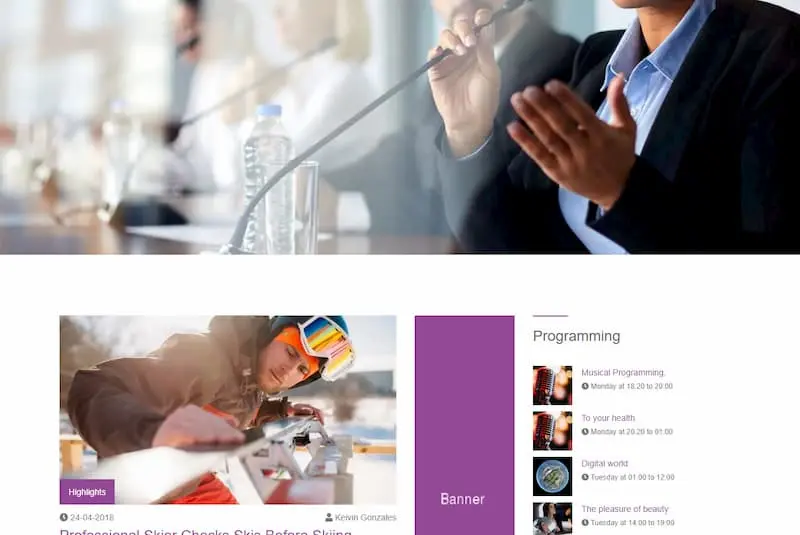 Highlights
24-04-2018
Kelvin Gonzales
Professional Skier Checks Skis Before Skiing
Banner
Programming
Musical Programming.
Monday at 18:20 to 20:00
To your health
Monday at 20:20 to 01:00
Digital world
Tuesday at 01:00 to 12:00
The pleasure of beauty
Tuesday at 14:00 to 19:00